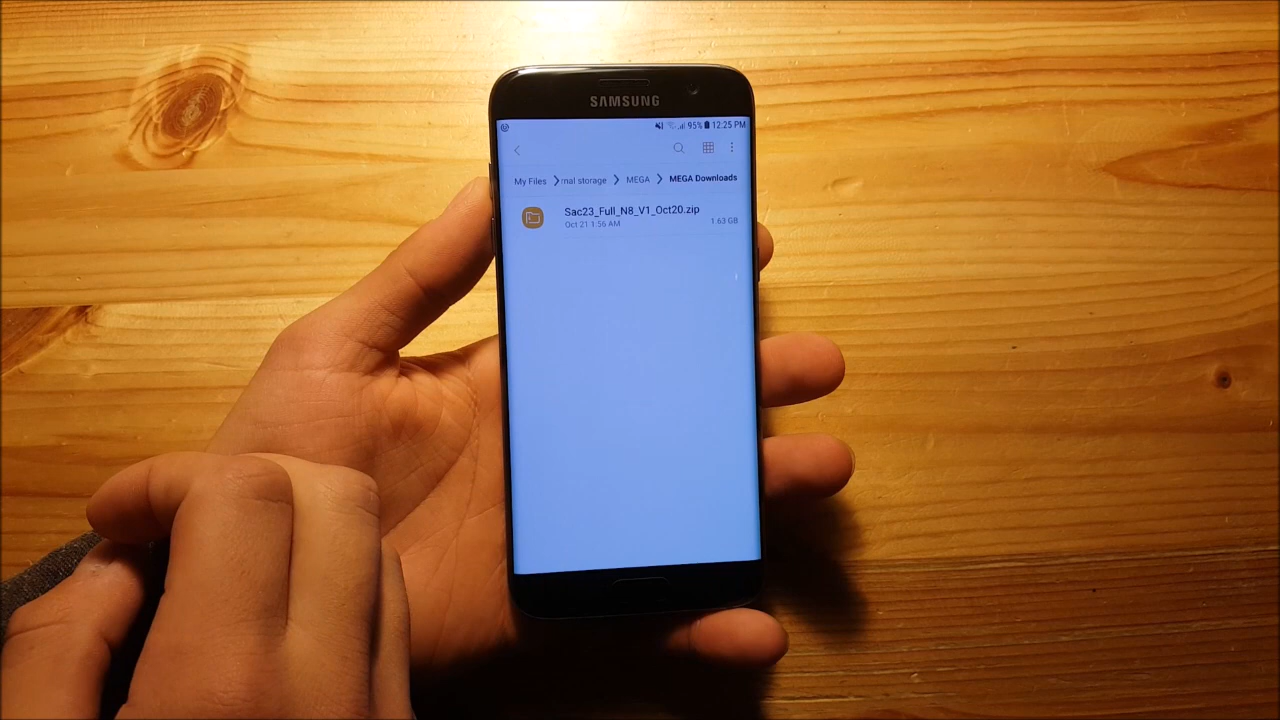 SAMSUNG
95% 12:25 PM
My Files rnal storage MEGA MEGA Downloads
Sac23_Full_N8_V1_Oct20.zip
Oct 21 1:56 AM 1.63 GB